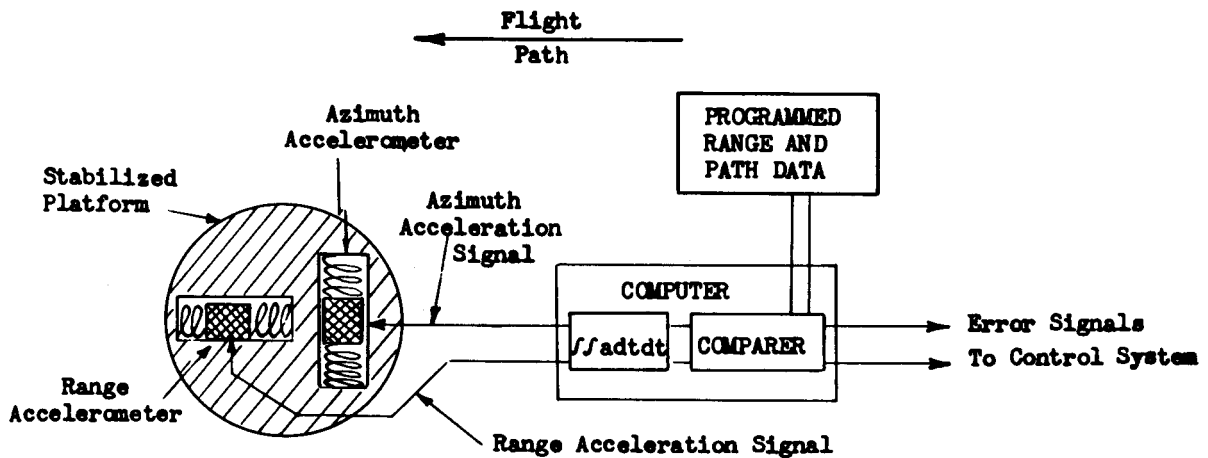 Flight
Path
Azimuth
Accelerometer
PROGRAMMED
RANGE AND
PATH DATA
Stabilized
Platform
Azimuth
Acceleration
Signal
COMPUTER
∫∫adtdt
COMPARER
Error Signals
To Control System
Range
Accelerometer
Range Acceleration Signal